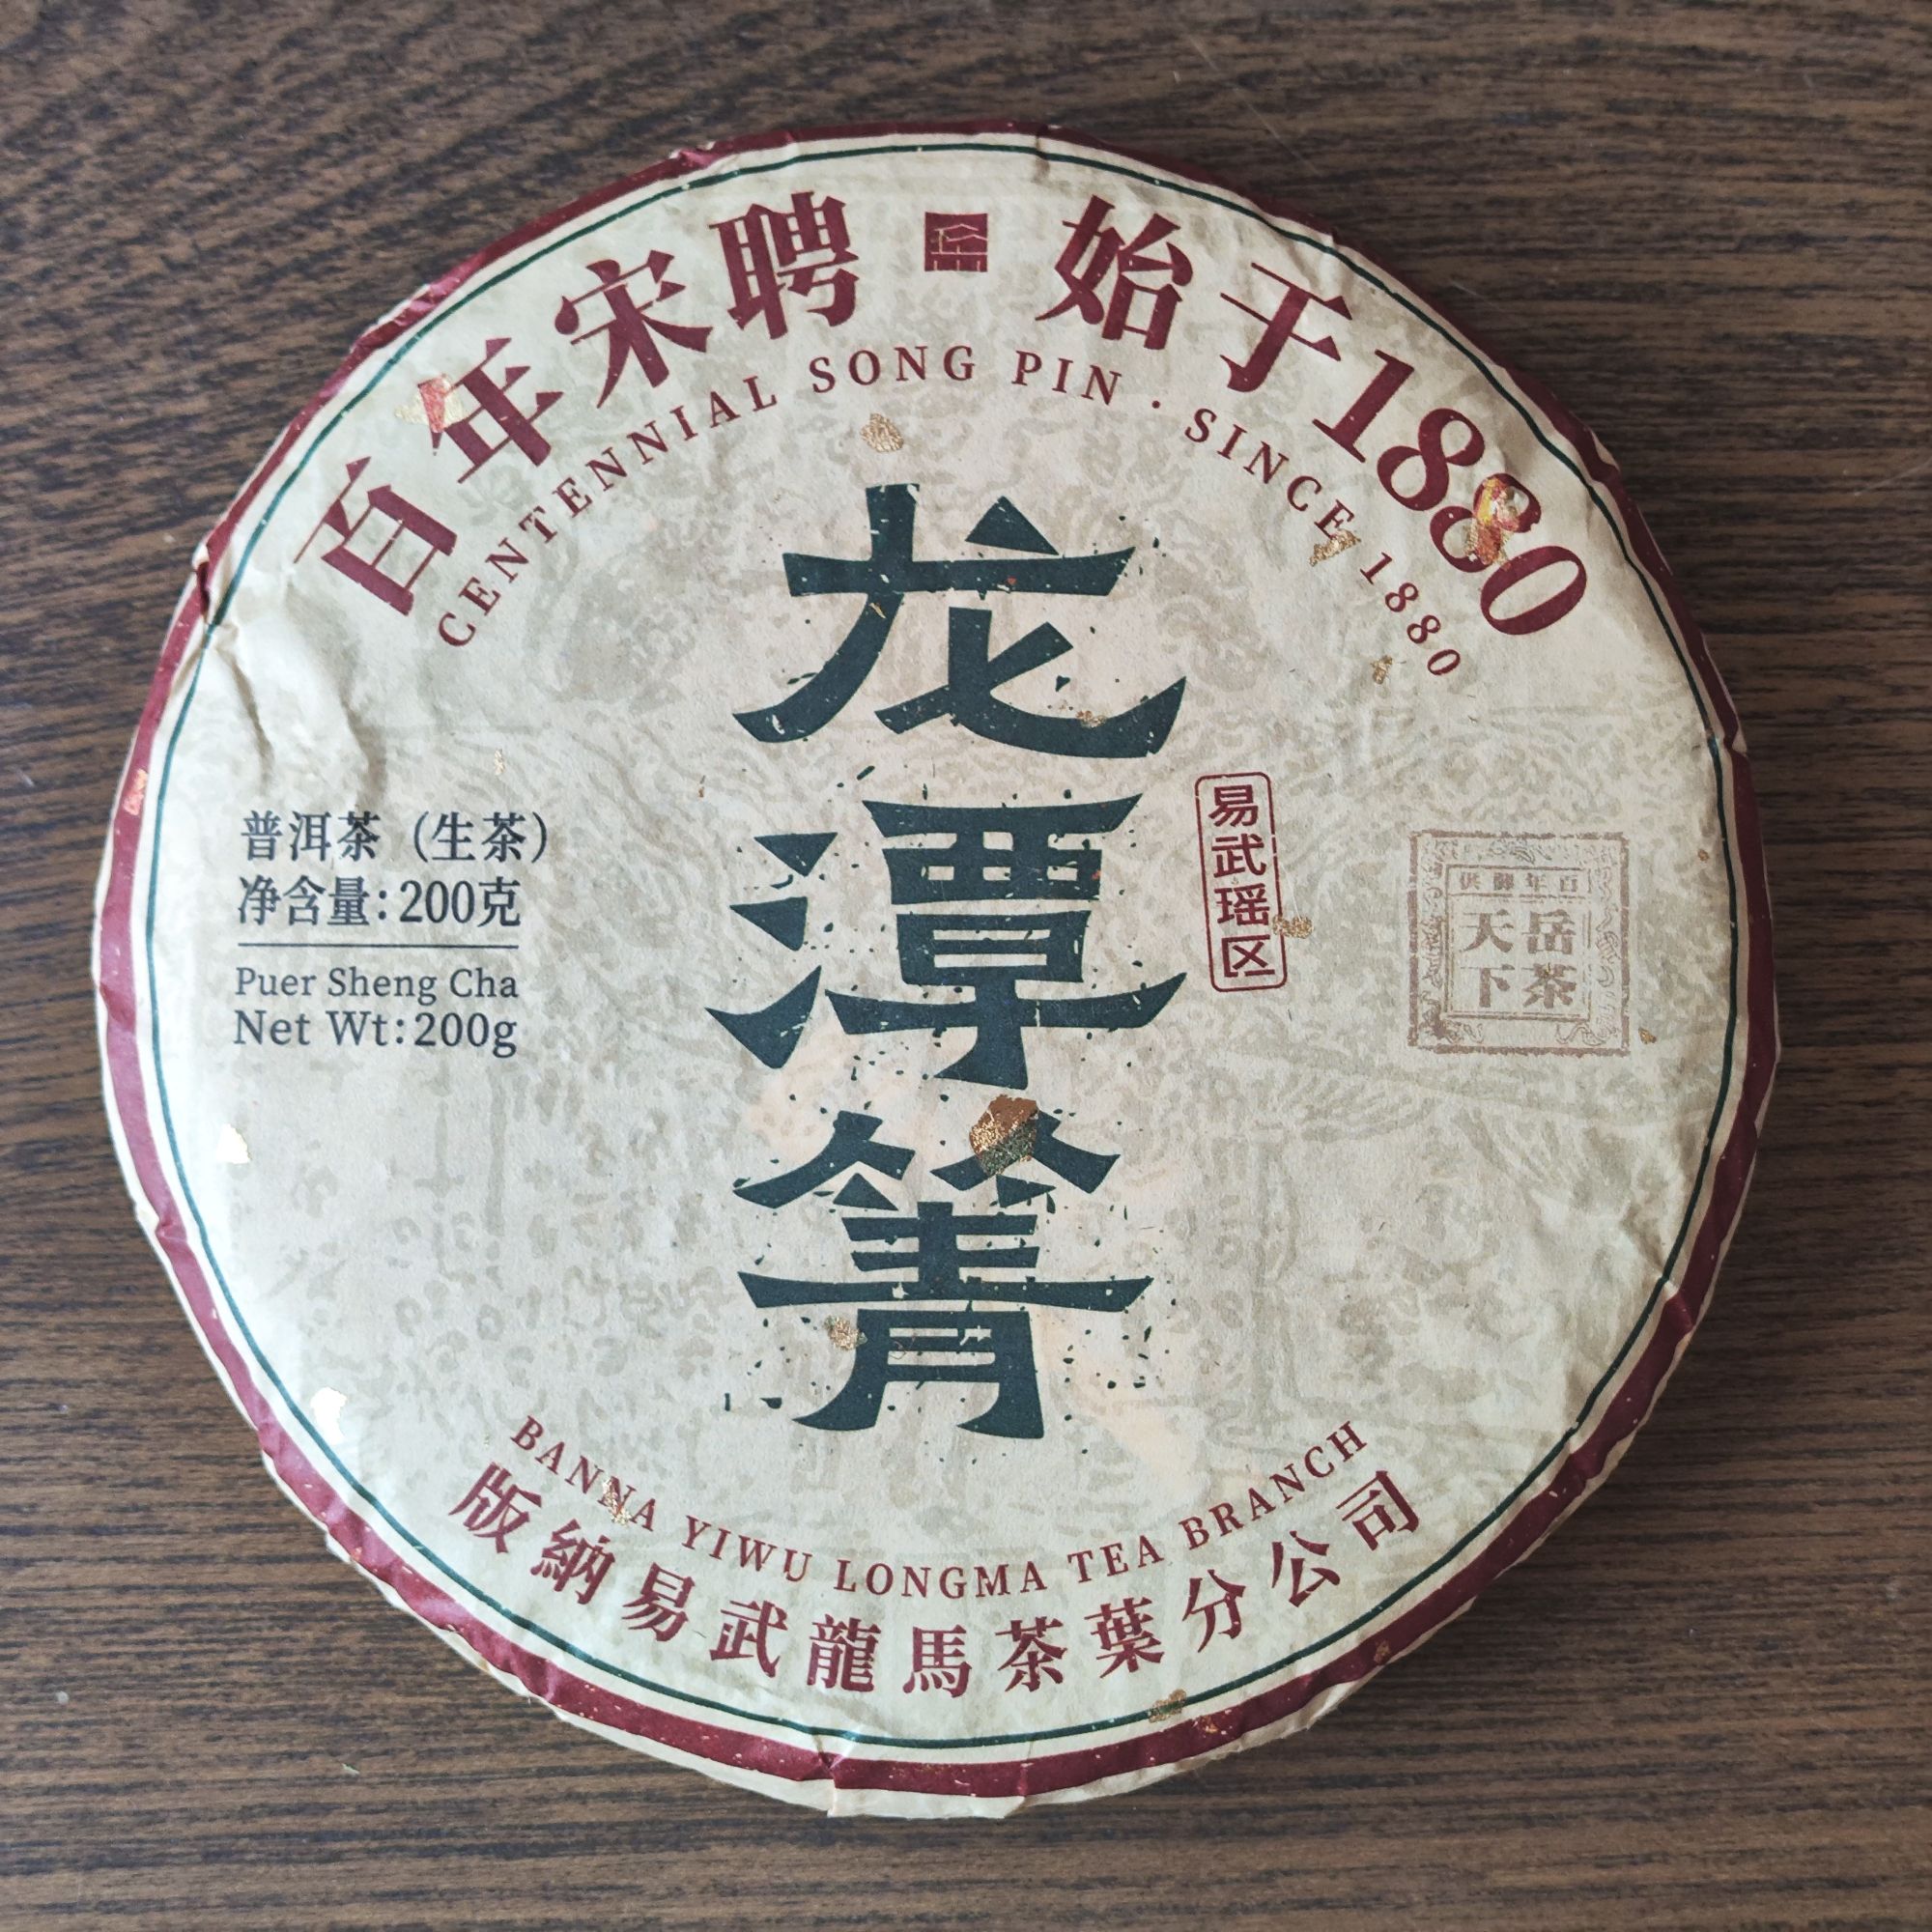 百年宋聘 始于1880
CENTENNIAL SONG PIN · SINCE 1880
龙潭箐
易武瑶区
普洱茶（生茶）
净含量:200克
Puer Sheng Cha
Net Wt:200g
百年御供
岳茶
天下
BANNA YIWU LONGMA TEA BRANCH
版納易武龍馬茶葉分公司